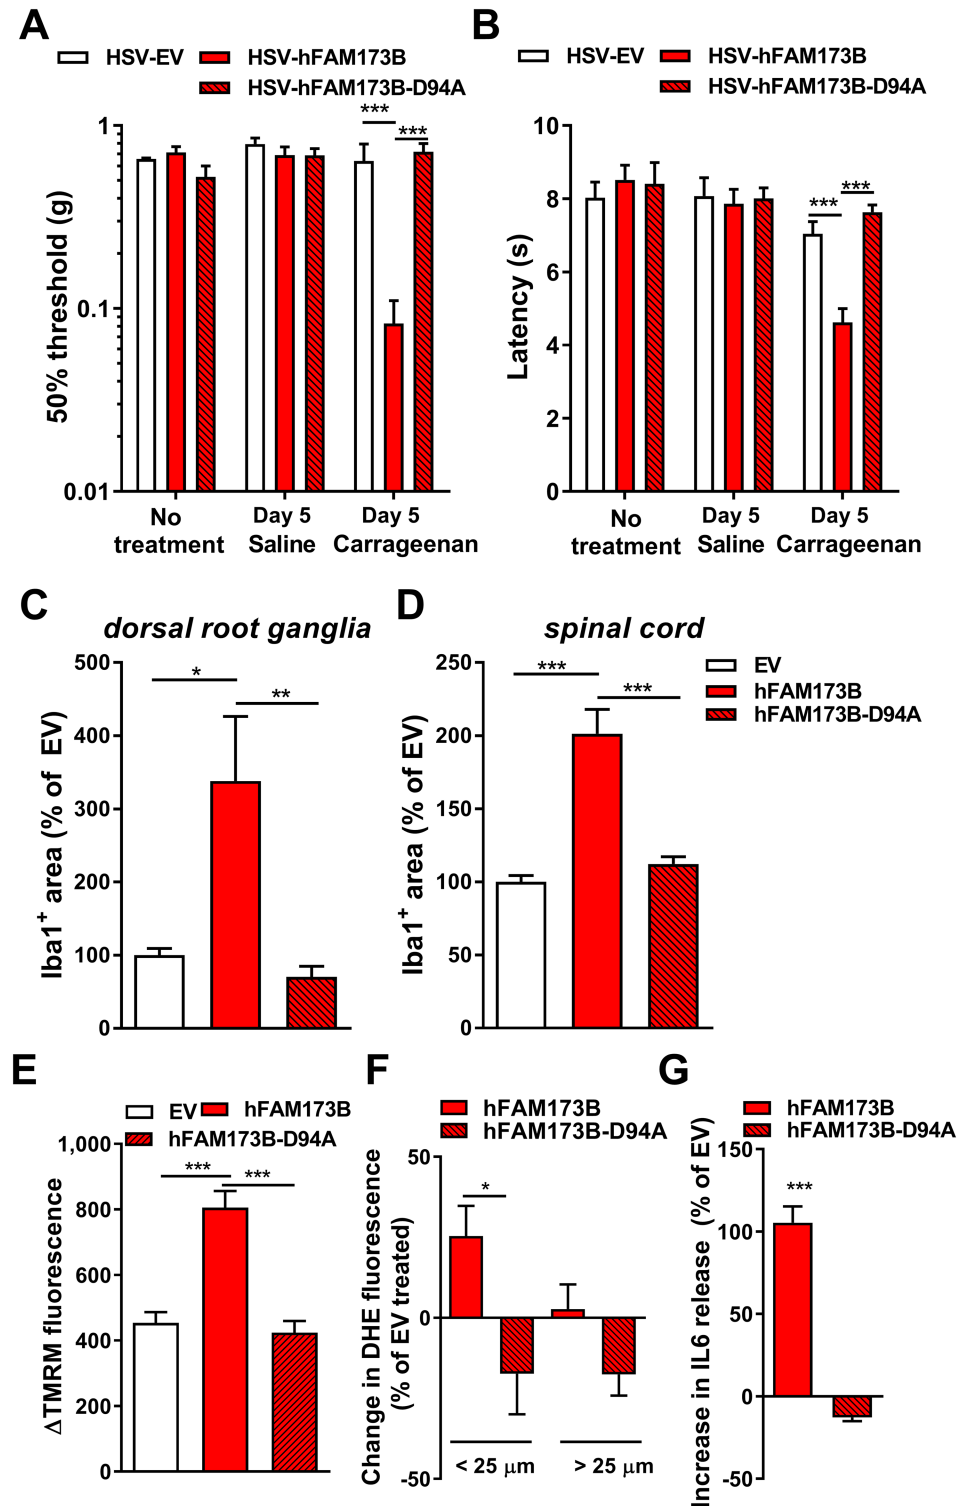 A
HSV-EV
HSV-hFAM173B
HSV-hFAM173B-D94A
***
***
50% threshold (g)
1
0.1
0.01
No treatment
Day 5 Saline
Day 5 Carrageenan
B
HSV-EV
HSV-hFAM173B
HSV-hFAM173B-D94A
***
***
Latency (s)
10
8
6
4
2
0
No treatment
Day 5 Saline
Day 5 Carrageenan
C
dorsal root ganglia
*
**
Iba1+ area (% of EV)
500
400
300
200
100
0
D
spinal cord
EV
hFAM173B
hFAM173B-D94A
***
***
Iba1+ area (% of EV)
250
200
150
100
50
0
E
EV
hFAM173B
hFAM173B-D94A
***
***
ΔTMRM fluorescence
1,000
800
600
400
200
0
F
hFAM173B
hFAM173B-D94A
*
Change in DHE fluorescence
(% of EV treated)
50
0
-50
< 25 μm
> 25 μm
G
hFAM173B
hFAM173B-D94A
***
Increase in IL6 release (% of EV)
150
100
50
0
-50